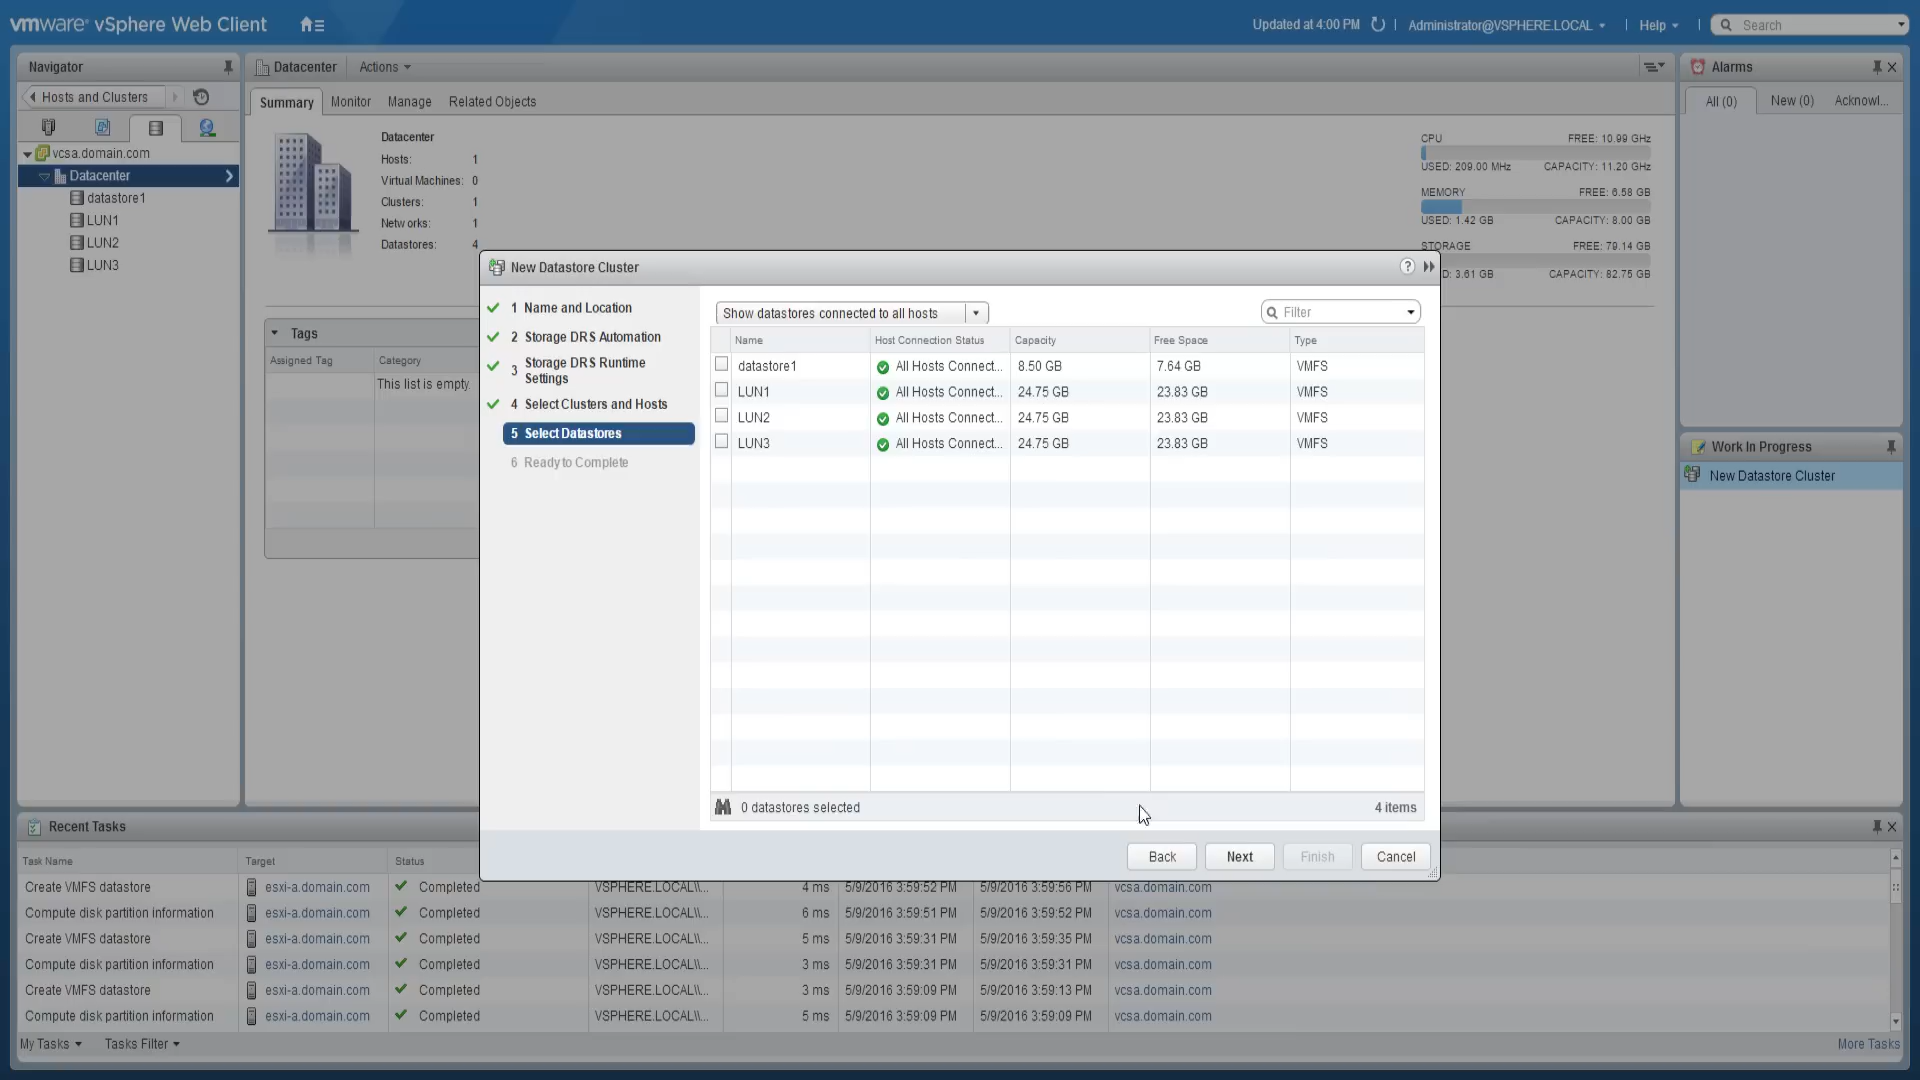 vmware® vSphere Web Client
Updated at 4:00 PM
Administrator@VSPHERE.LOCAL
Help
Search
Navigator
Hosts and Clusters
vcsa.domain.com
Datacenter
datastore1
LUN1
LUN2
LUN3
Datacenter
Actions
Summary
Monitor
Manage
Related Objects
Datacenter
Hosts: 1
Virtual Machines: 0
Clusters: 1
Networks: 1
Datastores: 4
CPU FREE: 10.99 GHz
USED: 209.00 MHz CAPACITY: 11.20 GHz
MEMORY FREE: 6.58 GB
USED: 1.42 GB CAPACITY: 8.00 GB
STORAGE FREE: 79.14 GB
D: 3.61 GB CAPACITY: 82.75 GB
Tags
Assigned Tag Category
This list is empty.
New Datastore Cluster
1 Name and Location
2 Storage DRS Automation
3 Storage DRS Runtime
Settings
4 Select Clusters and Hosts
5 Select Datastores
6 Ready to Complete
Show datastores connected to all hosts
Filter
Name Host Connection Status Capacity Free Space Type
datastore1 All Hosts Connect... 8.50 GB 7.64 GB VMFS
LUN1 All Hosts Connect... 24.75 GB 23.83 GB VMFS
LUN2 All Hosts Connect... 24.75 GB 23.83 GB VMFS
LUN3 All Hosts Connect... 24.75 GB 23.83 GB VMFS
0 datastores selected
4 items
Back
Next
Finish
Cancel
Alarms
All (0)
New (0)
Acknowl...
Work In Progress
New Datastore Cluster
Recent Tasks
Task Name Target Status
Create VMFS datastore esxi-a.domain.com Completed VSPHERE.LOCAL\\... 4 ms 5/9/2016 3:59:52 PM 5/9/2016 3:59:56 PM vcsa.domain.com
Compute disk partition information esxi-a.domain.com Completed VSPHERE.LOCAL\\... 6 ms 5/9/2016 3:59:51 PM 5/9/2016 3:59:52 PM vcsa.domain.com
Create VMFS datastore esxi-a.domain.com Completed VSPHERE.LOCAL\\... 5 ms 5/9/2016 3:59:31 PM 5/9/2016 3:59:35 PM vcsa.domain.com
Compute disk partition information esxi-a.domain.com Completed VSPHERE.LOCAL\\... 3 ms 5/9/2016 3:59:31 PM 5/9/2016 3:59:31 PM vcsa.domain.com
Create VMFS datastore esxi-a.domain.com Completed VSPHERE.LOCAL\\... 3 ms 5/9/2016 3:59:09 PM 5/9/2016 3:59:13 PM vcsa.domain.com
Compute disk partition information esxi-a.domain.com Completed VSPHERE.LOCAL\\... 5 ms 5/9/2016 3:59:09 PM 5/9/2016 3:59:09 PM vcsa.domain.com
My Tasks
Tasks Filter
More Tasks